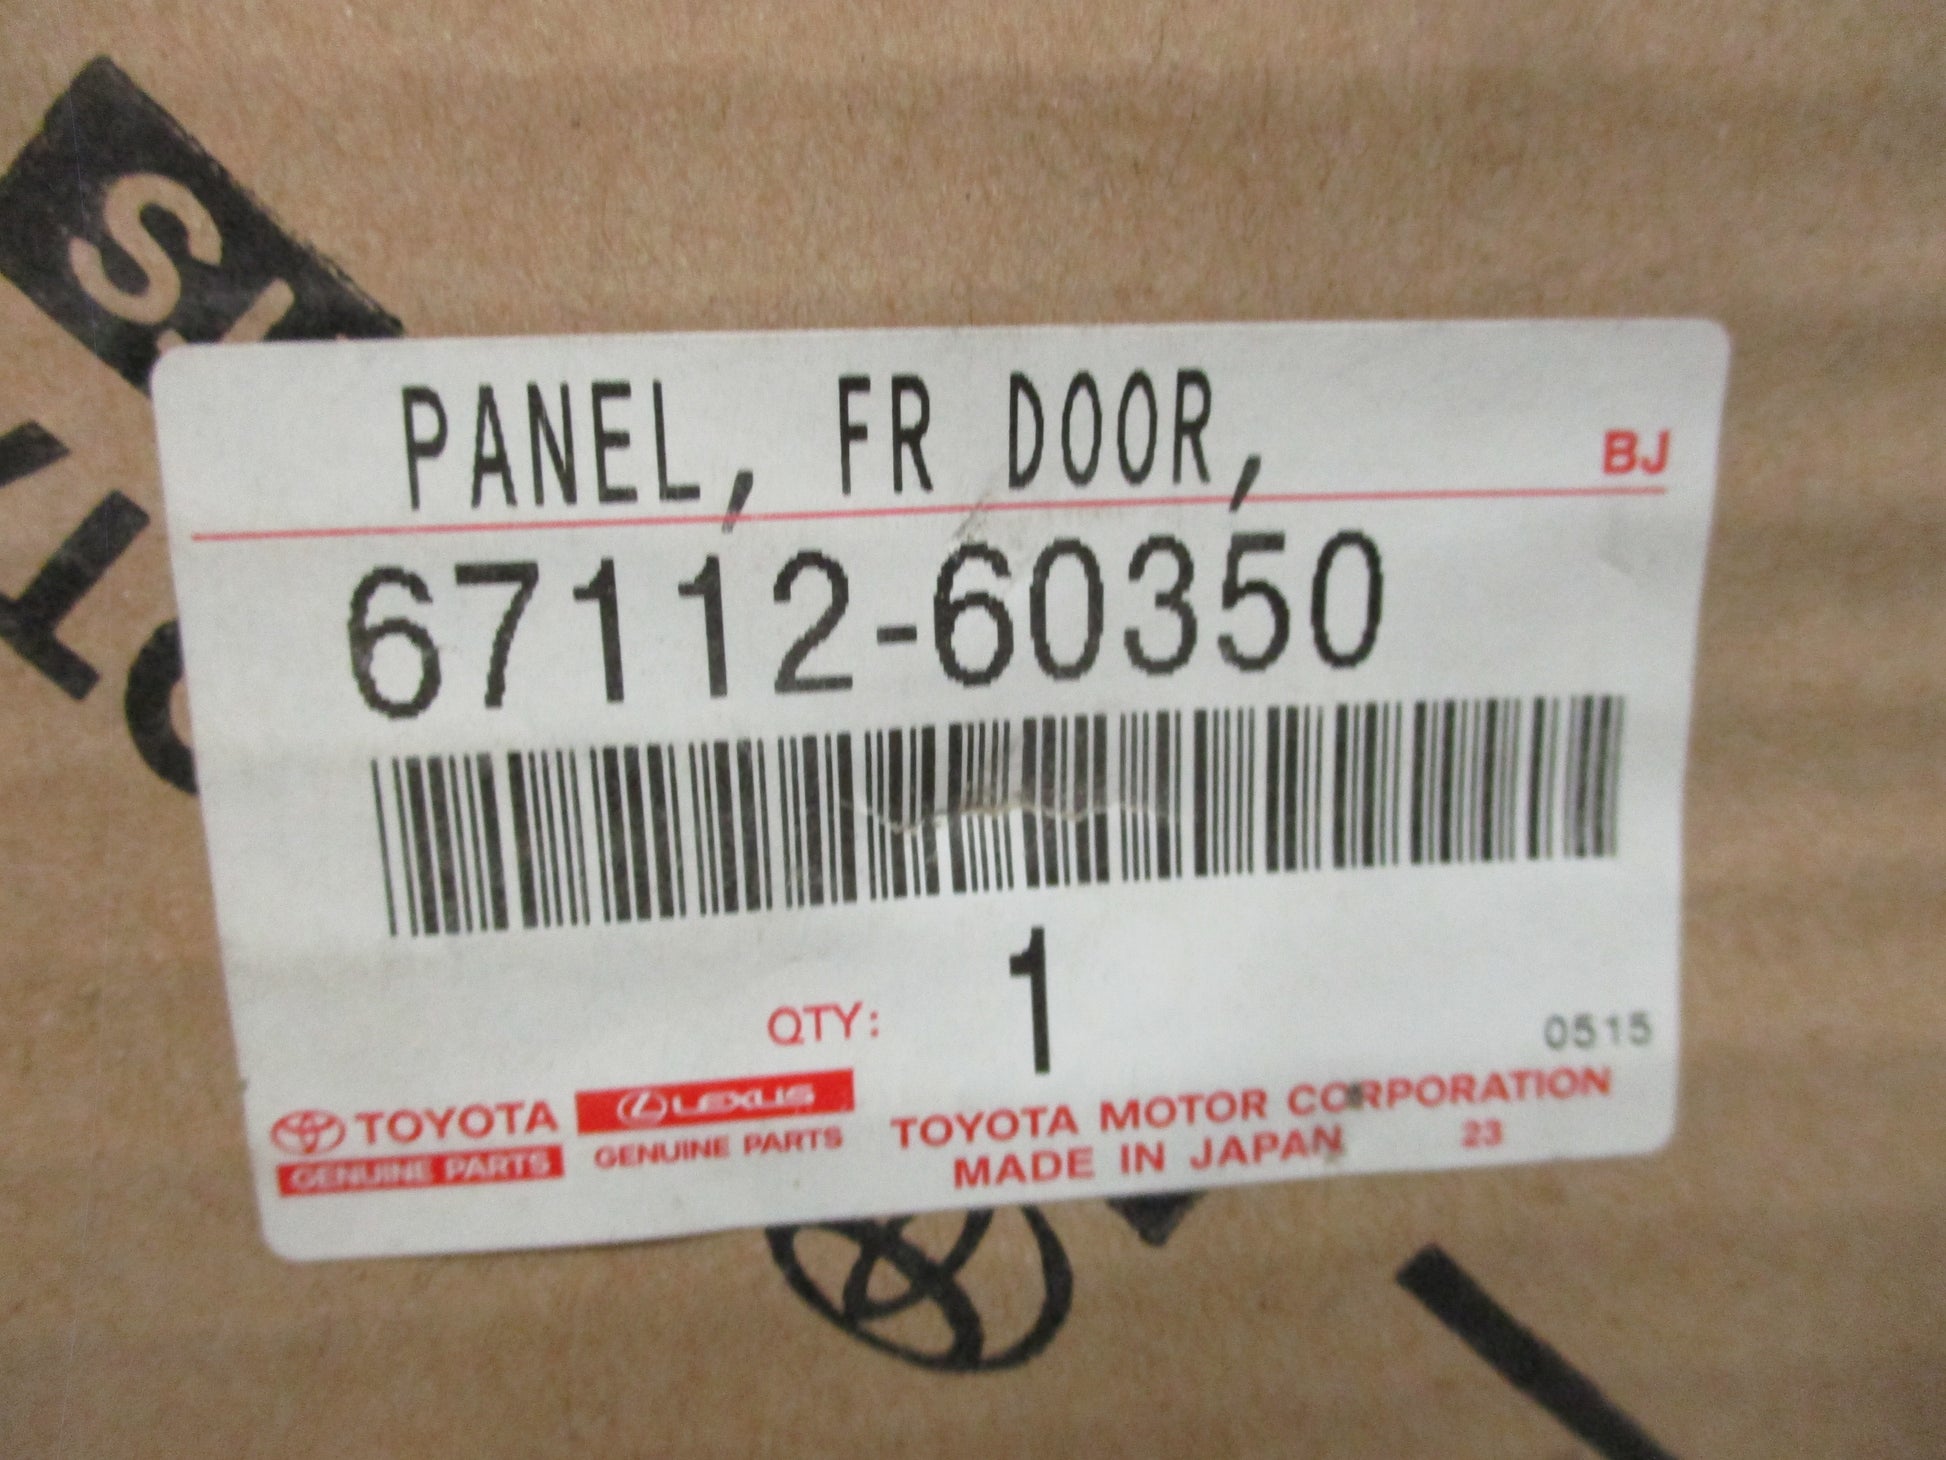 PANEL, FR DOOR,
BJ
67112-60350
QTY: 1
0515
TOYOTA
GENUINE PARTS
LEXUS
GENUINE PARTS
TOYOTA MOTOR CORPORATION
MADE IN JAPAN 23